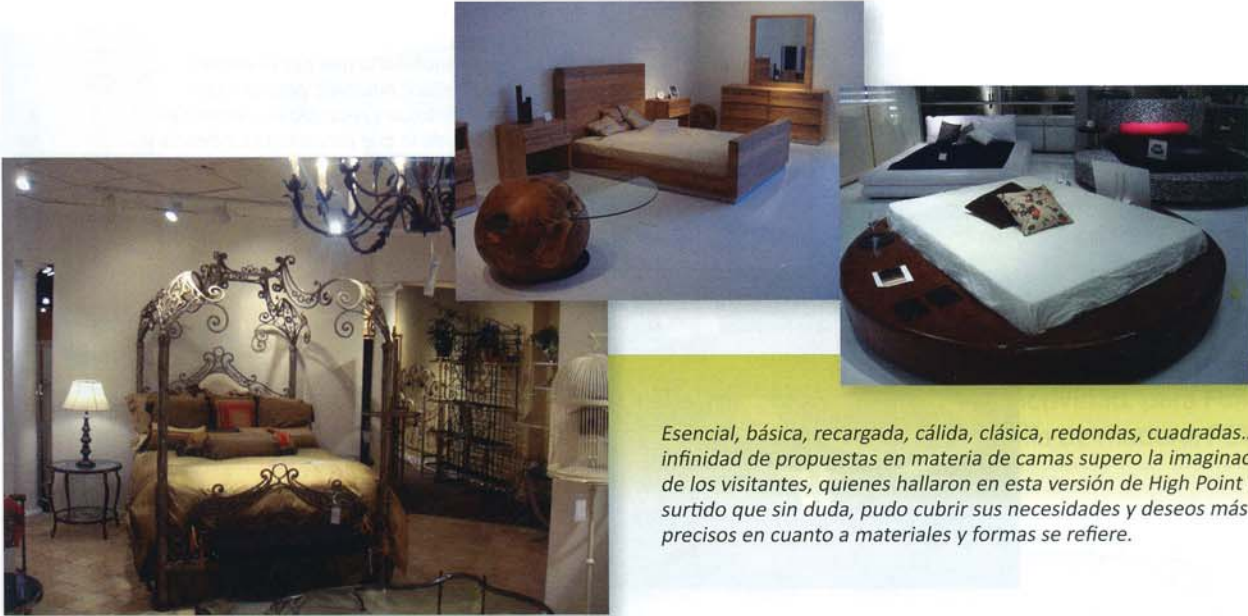 Esencial, básica, recargada, cálida, clásica, redondas, cuadradas...
infinidad de propuestas en materia de camas supero la
de los visitantes, quienes hallaron en esta versión de High Point
surtido que sin duda, pudo cubrir sus necesidades y deseos más
precisos en cuanto a materiales y formas se refiere.